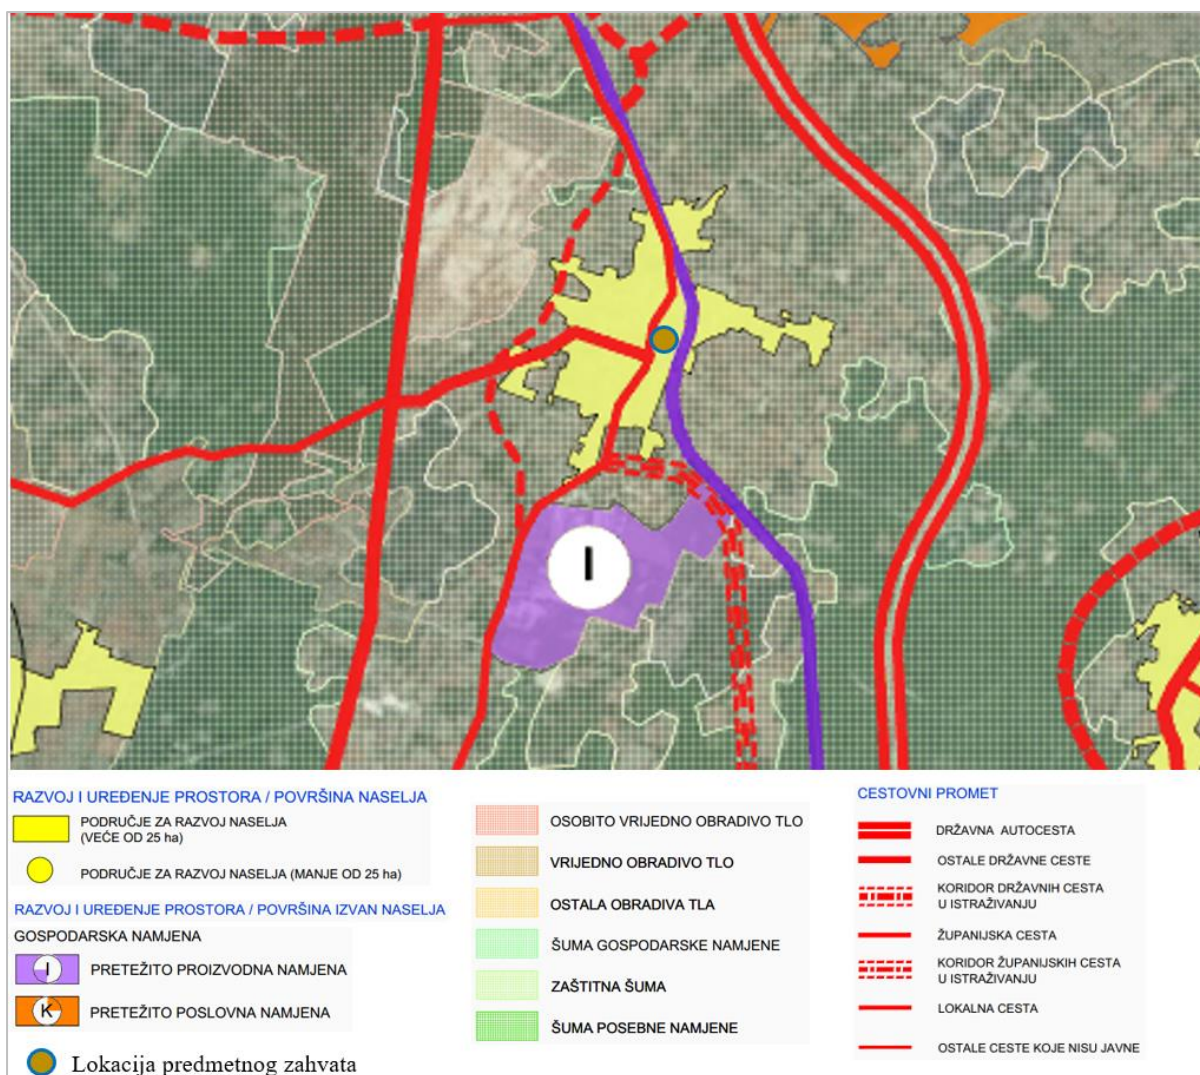 I
RAZVOJ I UREĐENJE PROSTORA / POVRŠINA NASELJA
PODRUČJE ZA RAZVOJ NASELJA
(VEĆE OD 25 ha)
PODRUČJE ZA RAZVOJ NASELJA (MANJE OD 25 ha)
RAZVOJ I UREĐENJE PROSTORA / POVRŠINA IZVAN NASELJA
GOSPODARSKA NAMJENA
I PRETEŽITO PROIZVODNA NAMJENA
K PRETEŽITO POSLOVNA NAMJENA
Lokacija predmetnog zahvata
OSOBITO VRIJEDNO OBRADIVO TLO
VRIJEDNO OBRADIVO TLO
OSTALA OBRADIVA TLA
ŠUMA GOSPODARSKE NAMJENE
ZAŠTITNA ŠUMA
ŠUMA POSEBNE NAMJENE
CESTOVNI PROMET
DRŽAVNA AUTOCESTA
OSTALE DRŽAVNE CESTE
KORIDOR DRŽAVNIH CESTA
U ISTRAŽIVANJU
ŽUPANIJSKA CESTA
KORIDOR ŽUPANIJSKIH CESTA
U ISTRAŽIVANJU
LOKALNA CESTA
OSTALE CESTE KOJE NISU JAVNE